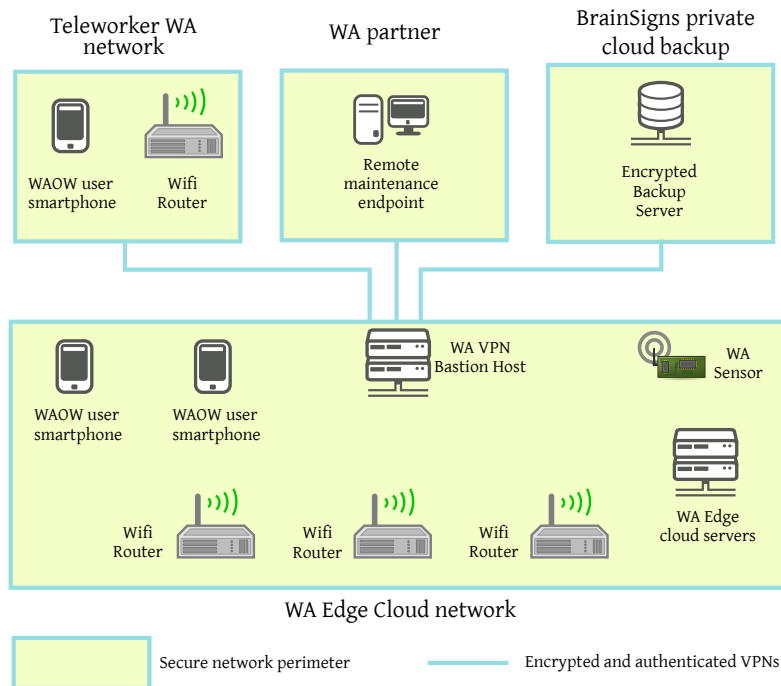 Teleworker WA
network
WA partner
BrainSigns private
cloud backup
WAOW user
smartphone
Wifi
Router
Remote
maintenance
endpoint
Encrypted
Backup
Server
WAOW user
smartphone
WAOW user
smartphone
WA VPN
Bastion Host
WA
Sensor
Wifi
Router
Wifi
Router
Wifi
Router
WA Edge
cloud servers
WA Edge Cloud network
Secure network perimeter
Encrypted and authenticated VPNs